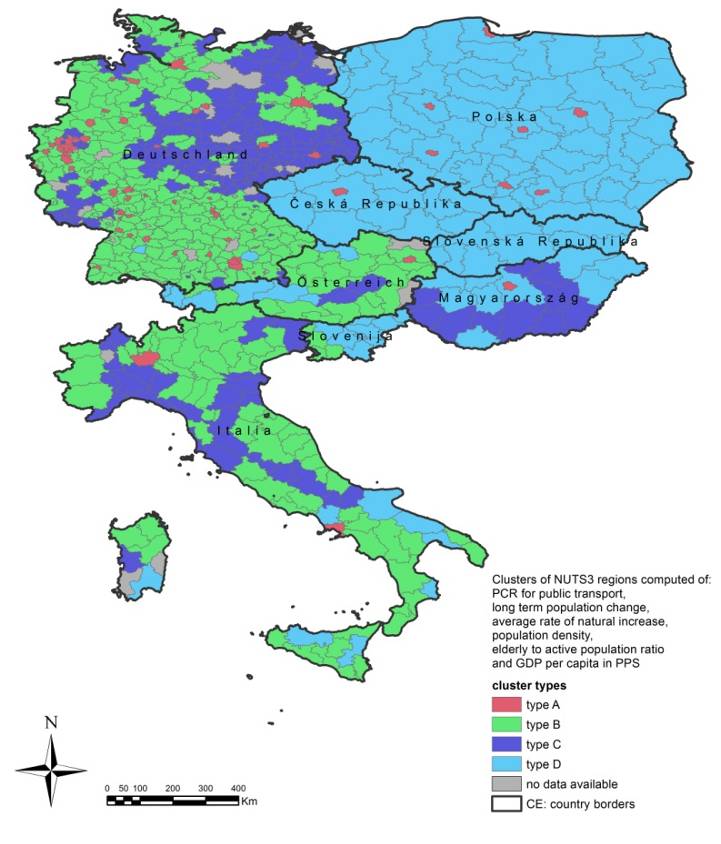 Polska
Deutschland
Česká Republika
Slovenská Republika
Österreich
Magyarország
Slovenija
Italia
Clusters of NUTS3 regions computed of:
PCR for public transport,
long term population change,
average rate of natural increase,
population density,
elderly to active population ratio
and GDP per capita in PPS
cluster types
type A
type B
type C
type D
no data available
CE: country borders
N
0 50 100 200 300 400
Km